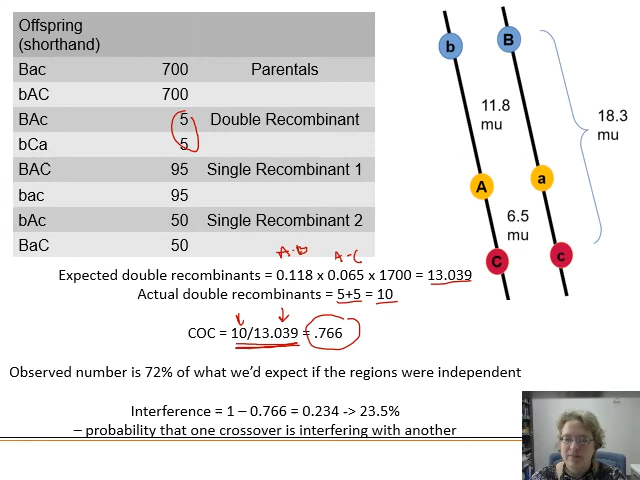 Offspring
(shorthand)
Bac 700 Parentals
bAC 700
BAc 5 Double Recombinant
bCa 5
BAC 95 Single Recombinant 1
bac 95
bAc 50 Single Recombinant 2
BaC 50
b B
11.8
mu
18.3
mu
A a
6.5
mu
C c
A-B A-C
Expected double recombinants = 0.118 x 0.065 x 1700 = 13.039
Actual double recombinants = 5+5 = 10
COC = 10/13.039 = .766
Observed number is 72% of what we'd expect if the regions were independent
Interference = 1 – 0.766 = 0.234 -> 23.5%
– probability that one crossover is interfering with another